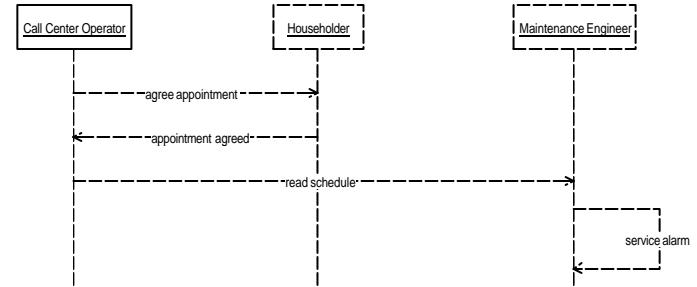 Call Center Operator
Householder
Maintenance Engineer
agree appointment
appointment agreed
read schedule
service alarm